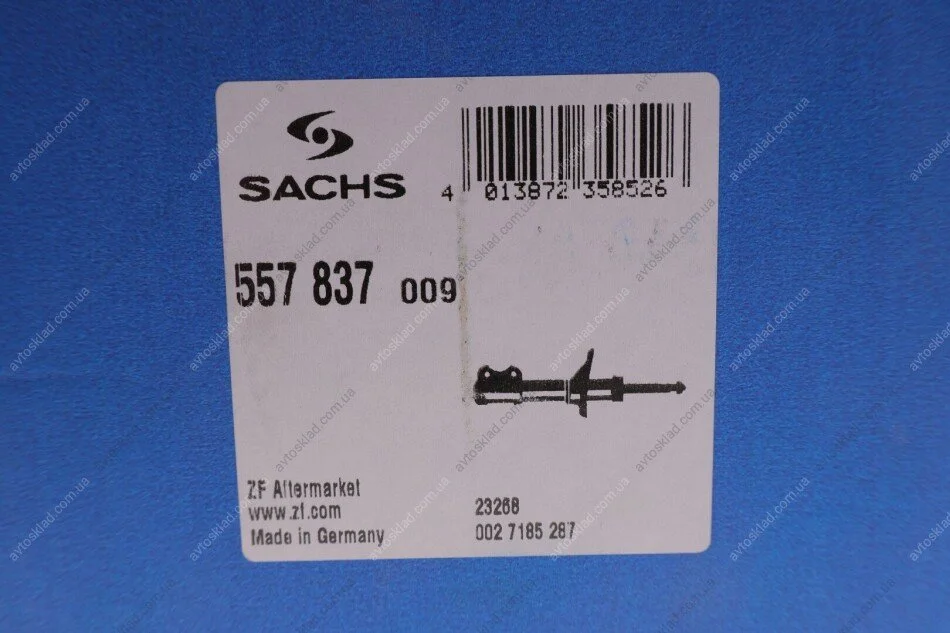 SACHS
4 013872 358526
557 837 009
ZF Aftermarket
www.zf.com
Made in Germany
23268
002 7185 287
avtosklad.com.ua